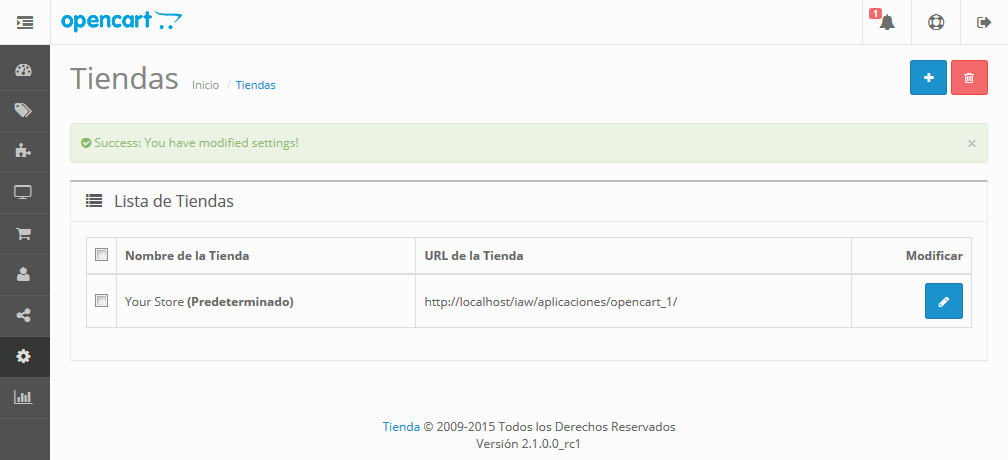 opencart
1
Tiendas Inicio / Tiendas
Success: You have modified settings! ×
Lista de Tiendas
Nombre de la Tienda URL de la Tienda Modificar
Your Store (Predeterminado) http://localhost/iaw/aplicaciones/opencart_1/
Tienda © 2009-2015 Todos los Derechos Reservados
Versión 2.1.0.0_rc1